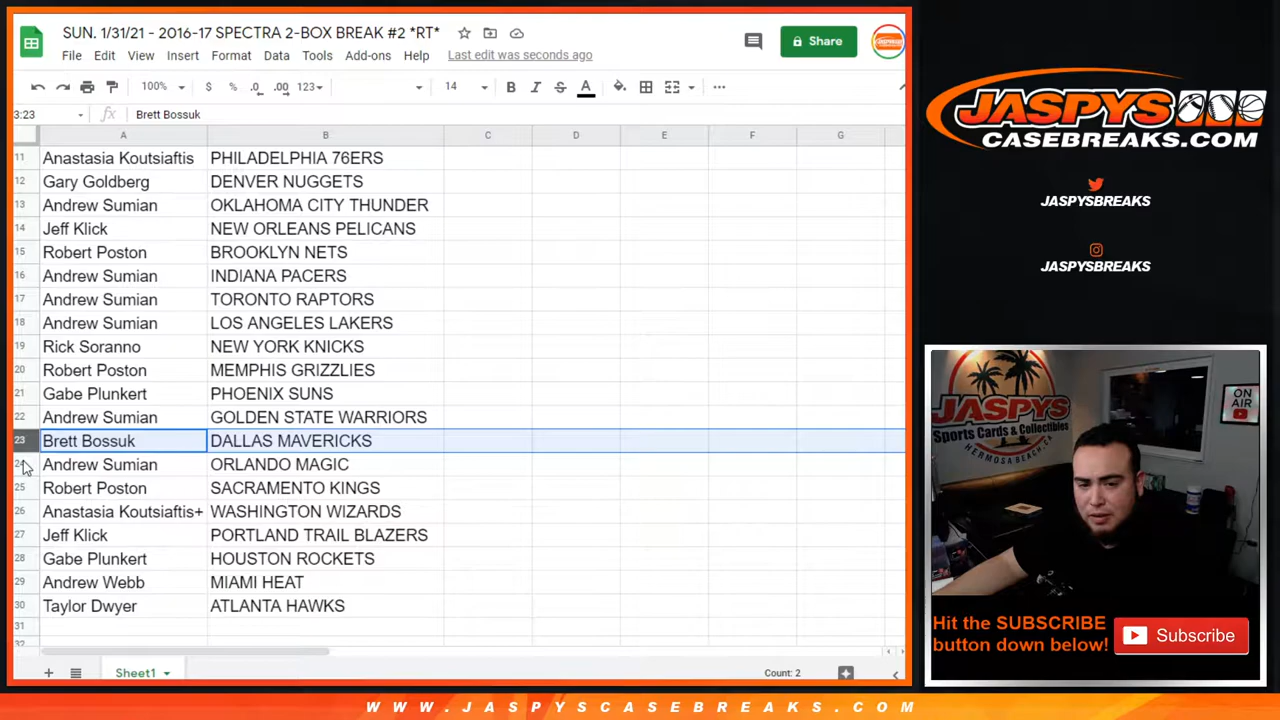 SUN. 1/31/21 - 2016-17 SPECTRA 2-BOX BREAK #2 *RT*
File Edit View Insert Format Data Tools Add-ons Help Last edit was seconds ago
Share
100% $ % .0 .00 123 14 B I S A
3:23 fx Brett Bossuk
A B C D E F G
11 Anastasia Koutsiaftis PHILADELPHIA 76ERS
12 Gary Goldberg DENVER NUGGETS
13 Andrew Sumian OKLAHOMA CITY THUNDER
14 Jeff Klick NEW ORLEANS PELICANS
15 Robert Poston BROOKLYN NETS
16 Andrew Sumian INDIANA PACERS
17 Andrew Sumian TORONTO RAPTORS
18 Andrew Sumian LOS ANGELES LAKERS
19 Rick Soranno NEW YORK KNICKS
20 Robert Poston MEMPHIS GRIZZLIES
21 Gabe Plunkert PHOENIX SUNS
22 Andrew Sumian GOLDEN STATE WARRIORS
23 Brett Bossuk DALLAS MAVERICKS
24 Andrew Sumian ORLANDO MAGIC
25 Robert Poston SACRAMENTO KINGS
26 Anastasia Koutsiaftis+ WASHINGTON WIZARDS
27 Jeff Klick PORTLAND TRAIL BLAZERS
28 Gabe Plunkert HOUSTON ROCKETS
29 Andrew Webb MIAMI HEAT
30 Taylor Dwyer ATLANTA HAWKS
31
32
Sheet1 Count: 2
JASPYS
CASEBREAKS.COM
JASPYSBREAKS
JASPYSBREAKS
JASPYS
Sports Cards & Collectibles
HERMOSA BEACH, CA
ON AIR
Hit the SUBSCRIBE
button down below!
Subscribe
WWW.JASPYSCASEBREAKS.COM